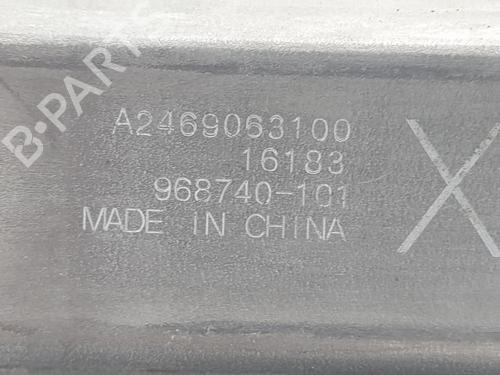 A2469063100
16183
968740-101
MADE IN CHINA
X
B-PARTS